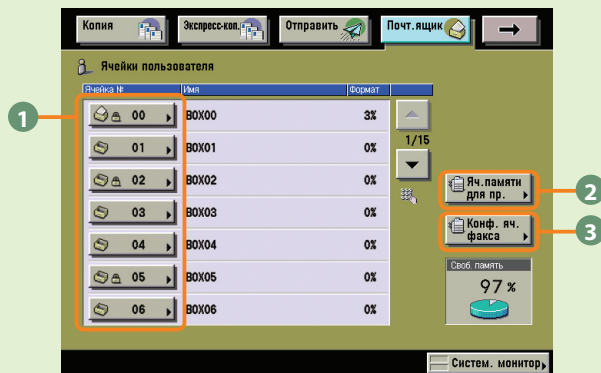 Копия Экспресс-коп. Отправить Почт.ящик
Ячейки пользователя
Ячейка № Имя Формат
1
00 BOX00 3%
01 BOX01 0%
1/15
02 BOX02 0%
Яч.памяти
для пр.
2
03 BOX03 0%
Конф. яч.
факса
3
04 BOX04 0%
Своб. память
05 BOX05 0%
97 %
06 BOX06 0%
Систем. монитор